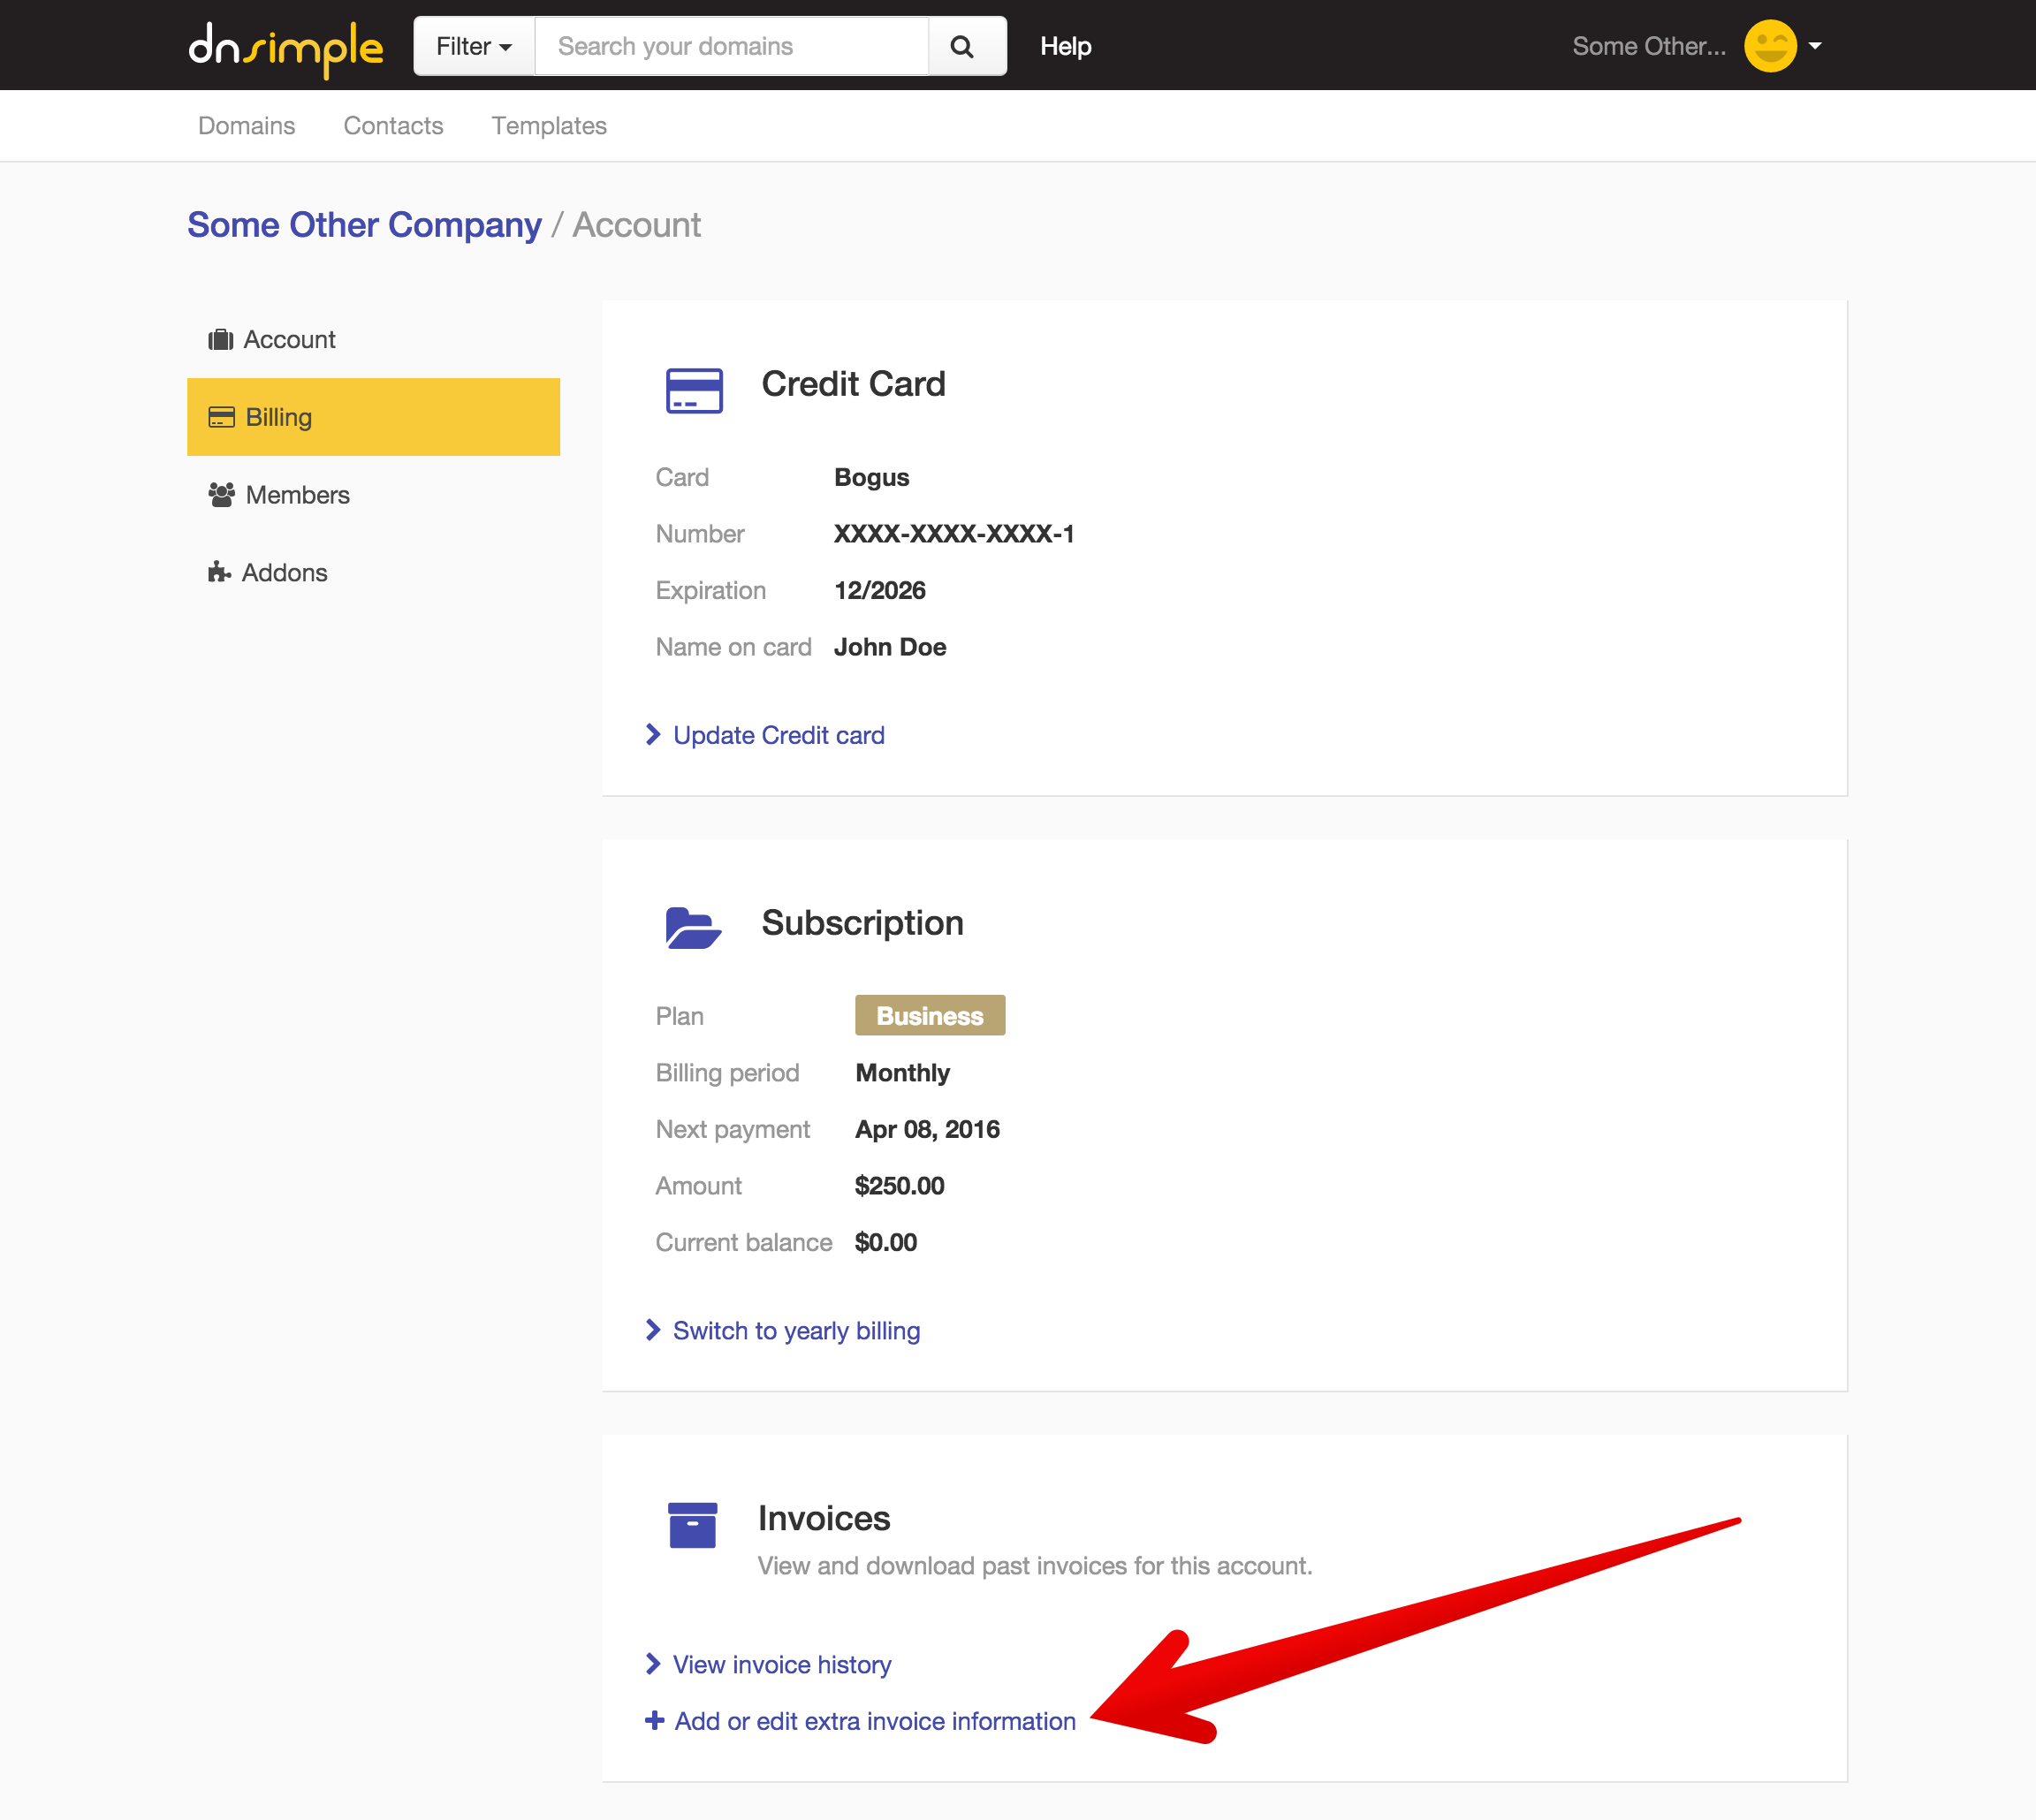 dnsimple Filter Search your domains Help Some Other...
Domains Contacts Templates
Some Other Company / Account
Account
Billing
Members
Addons
Credit Card
Card Bogus
Number XXXX-XXXX-XXXX-1
Expiration 12/2026
Name on card John Doe
Update Credit card
Subscription
Plan Business
Billing period Monthly
Next payment Apr 08, 2016
Amount $250.00
Current balance $0.00
Switch to yearly billing
Invoices
View and download past invoices for this account.
View invoice history
Add or edit extra invoice information